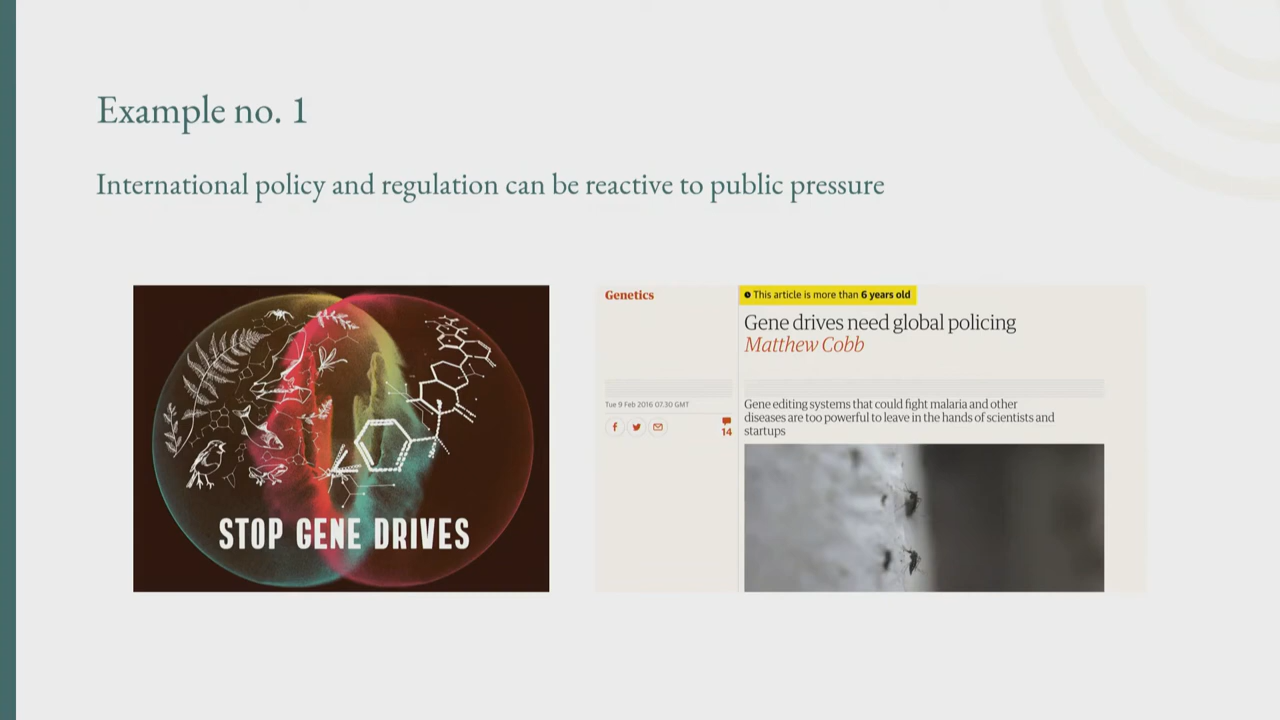 Example no. 1
International policy and regulation can be reactive to public pressure
STOP GENE DRIVES
Genetics
This article is more than 6 years old
Gene drives need global policing
Matthew Cobb
Tue 9 Feb 2016 07.30 GMT
14
Gene editing systems that could fight malaria and other
diseases are too powerful to leave in the hands of scientists and
startups